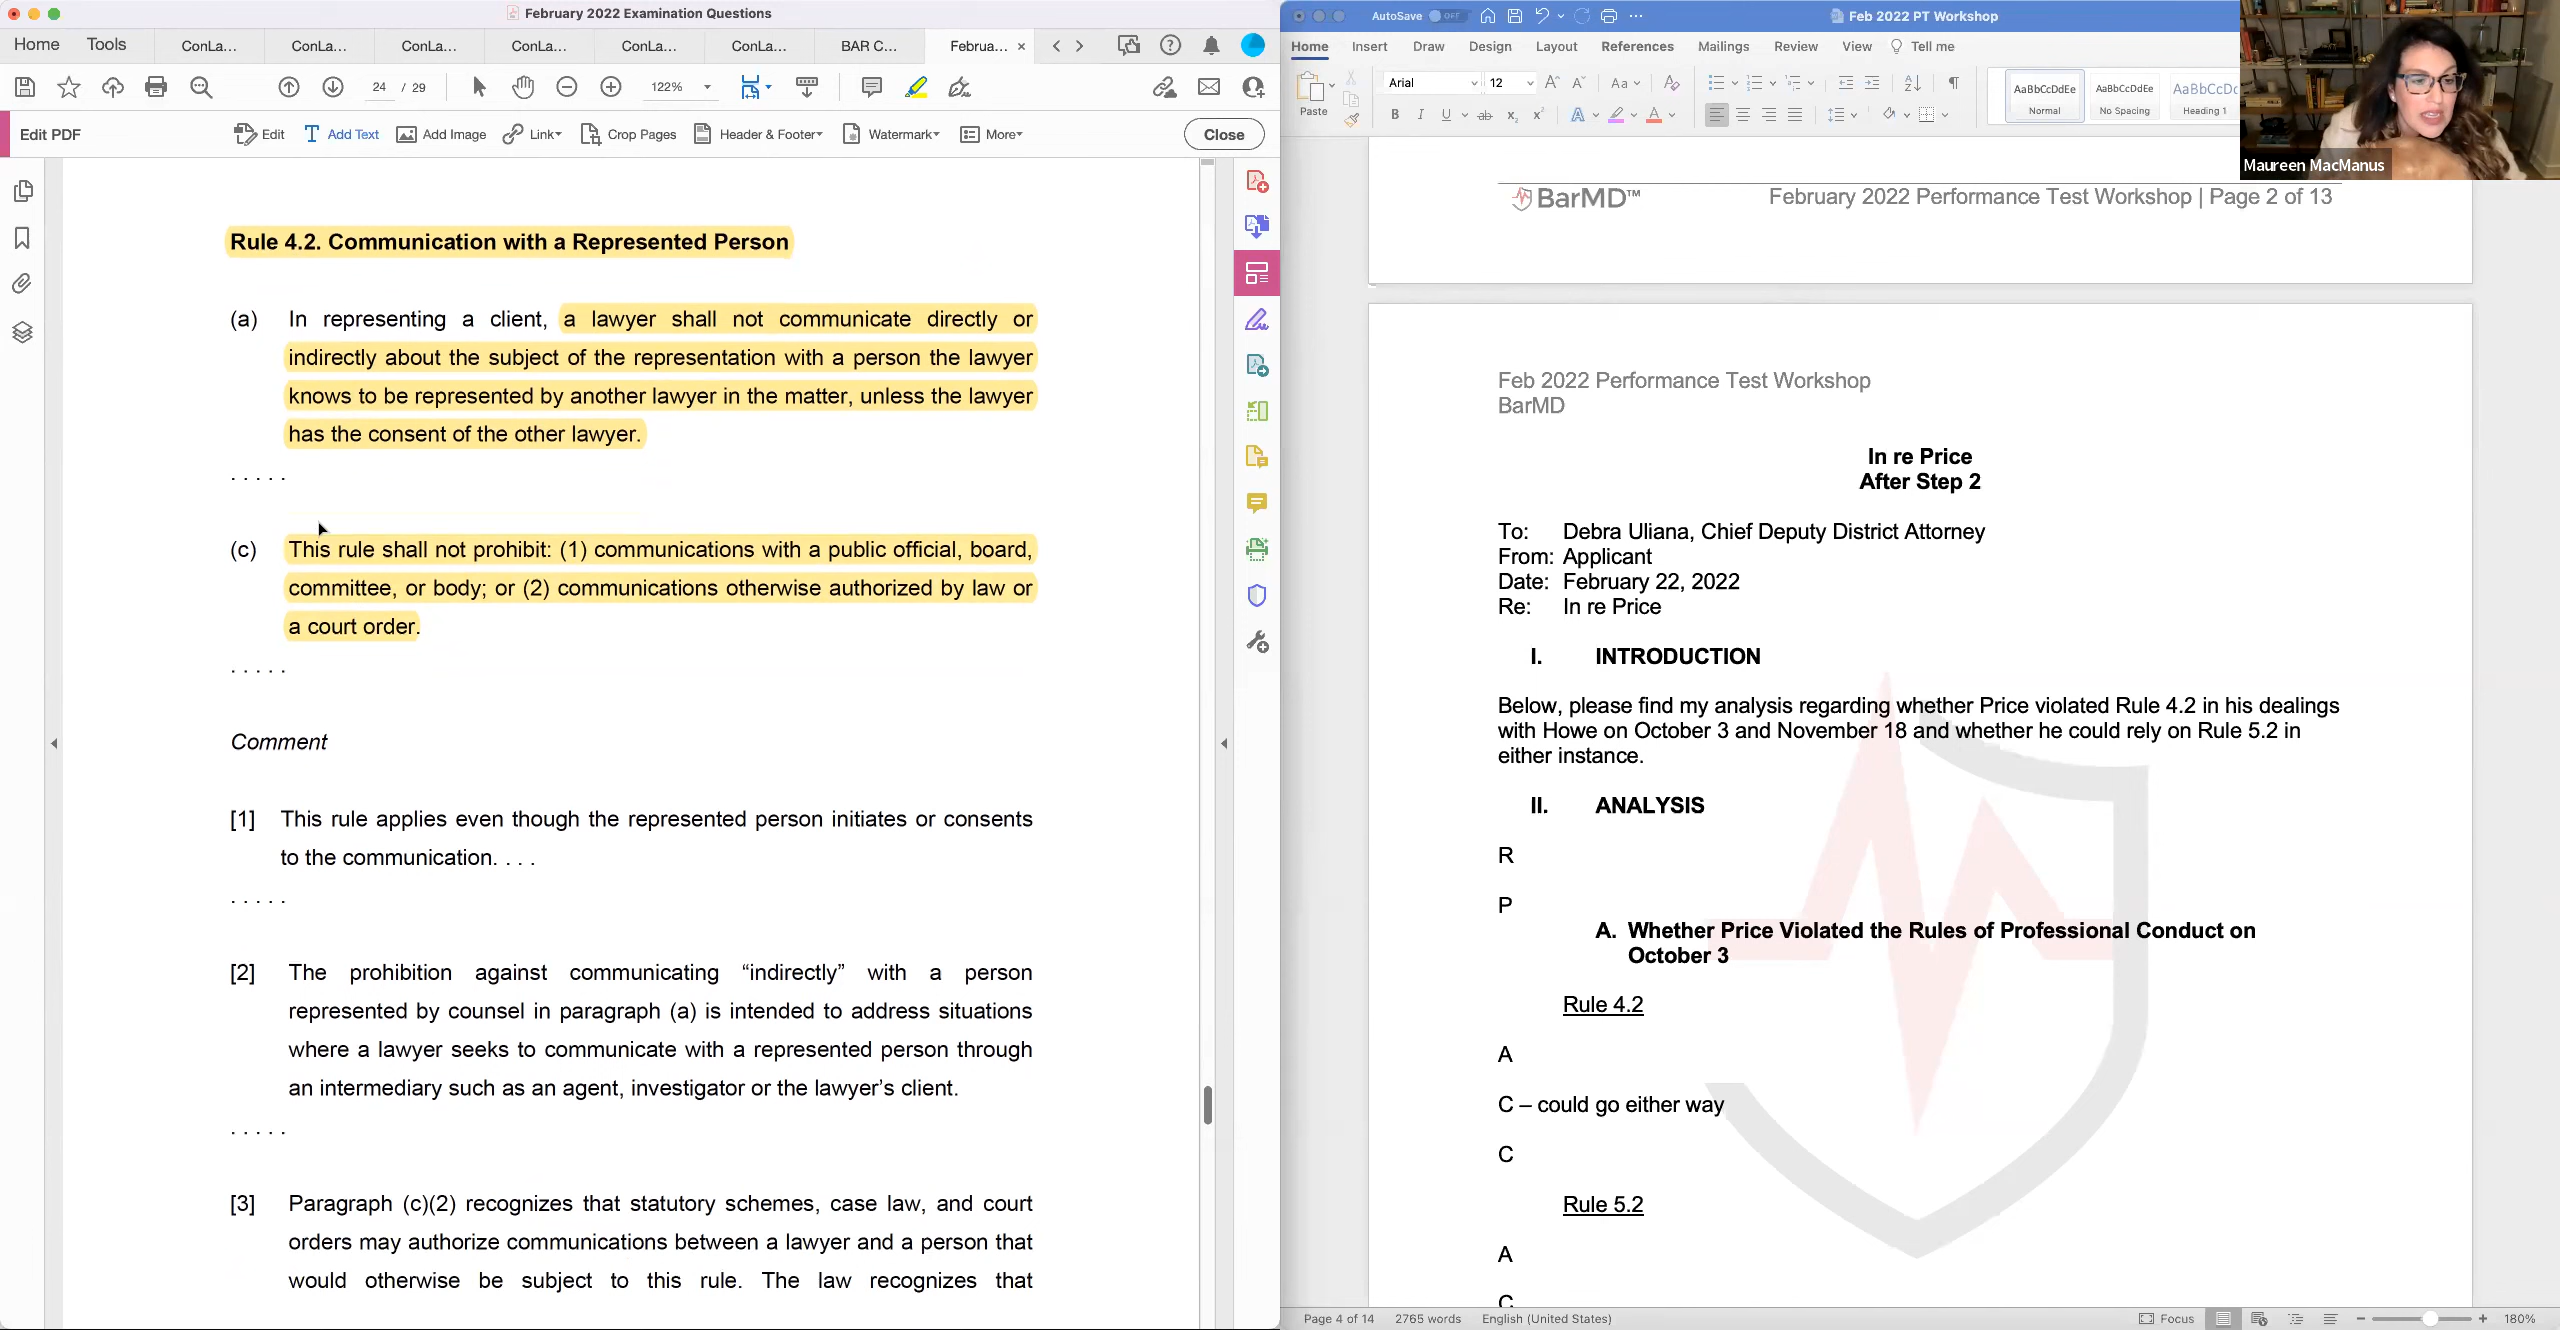 February 2022 Examination Questions
Home Tools ConLa... ConLa... ConLa... ConLa... ConLa... ConLa... BAR C... Februa... ×
24 / 29 122%
Edit PDF Edit Add Text Add Image Link Crop Pages Header & Footer Watermark More Close
Rule 4.2. Communication with a Represented Person
(a) In representing a client, a lawyer shall not communicate directly or
indirectly about the subject of the representation with a person the lawyer
knows to be represented by another lawyer in the matter, unless the lawyer
has the consent of the other lawyer.
. . . . .
(c) This rule shall not prohibit: (1) communications with a public official, board,
committee, or body; or (2) communications otherwise authorized by law or
a court order.
. . . . .
Comment
[1] This rule applies even though the represented person initiates or consents
to the communication. . . .
. . . . .
[2] The prohibition against communicating “indirectly” with a person
represented by counsel in paragraph (a) is intended to address situations
where a lawyer seeks to communicate with a represented person through
an intermediary such as an agent, investigator or the lawyer’s client.
. . . . .
[3] Paragraph (c)(2) recognizes that statutory schemes, case law, and court
orders may authorize communications between a lawyer and a person that
would otherwise be subject to this rule. The law recognizes that
AutoSave OFF Feb 2022 PT Workshop
Home Insert Draw Design Layout References Mailings Review View Tell me
Paste Arial 12 Aa AaBbCcDdEe AaBbCcDdEe AaBbCcDc
B I U ab x₂ x² A A Normal No Spacing Heading 1
Maureen MacManus
BarMD™ February 2022 Performance Test Workshop | Page 2 of 13
Feb 2022 Performance Test Workshop
BarMD
In re Price
After Step 2
To: Debra Uliana, Chief Deputy District Attorney
From: Applicant
Date: February 22, 2022
Re: In re Price
I. INTRODUCTION
Below, please find my analysis regarding whether Price violated Rule 4.2 in his dealings
with Howe on October 3 and November 18 and whether he could rely on Rule 5.2 in
either instance.
II. ANALYSIS
R
P
A. Whether Price Violated the Rules of Professional Conduct on
October 3
Rule 4.2
A
C – could go either way
C
Rule 5.2
A
C
Page 4 of 14 2765 words English (United States) Focus 180%